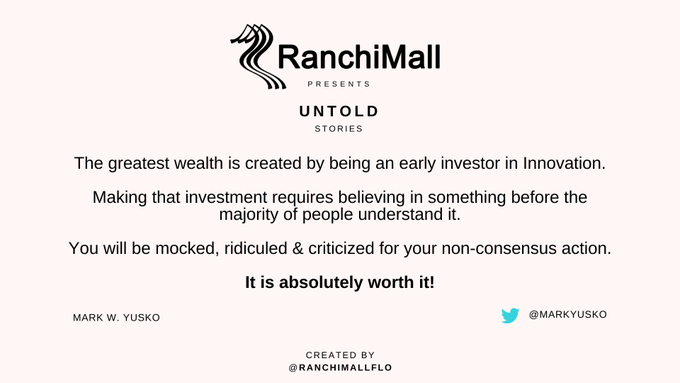 RanchiMall
PRESENTS
UNTOLD
STORIES
The greatest wealth is created by being an early investor in Innovation.
Making that investment requires believing in something before the
majority of people understand it.
You will be mocked, ridiculed & criticized for your non-consensus action.
It is absolutely worth it!
MARK W. YUSKO
@MARKYUSKO
CREATED BY
@RANCHIMALLFLO